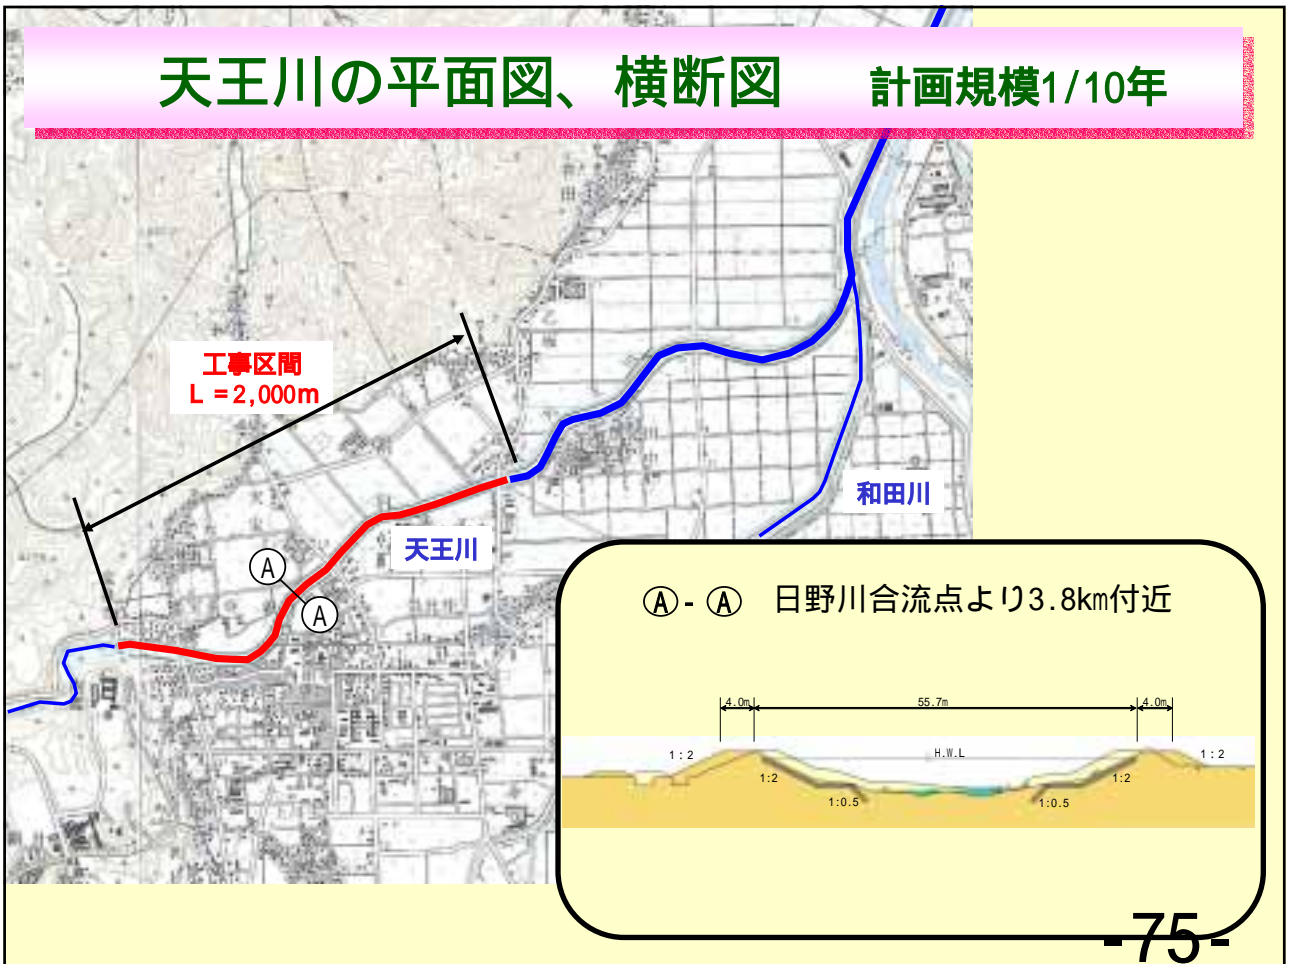 天王川の平面図、横断図　計画規模1/10年
工事区間
L=2,000m
天王川
和田川
A
A
Ⓐ-Ⓐ　日野川合流点より3.8km付近
4.0m 55.7m 4.0m
1:2 H.W.L 1:2
1:2 1:2
1:0.5 1:0.5
-75-